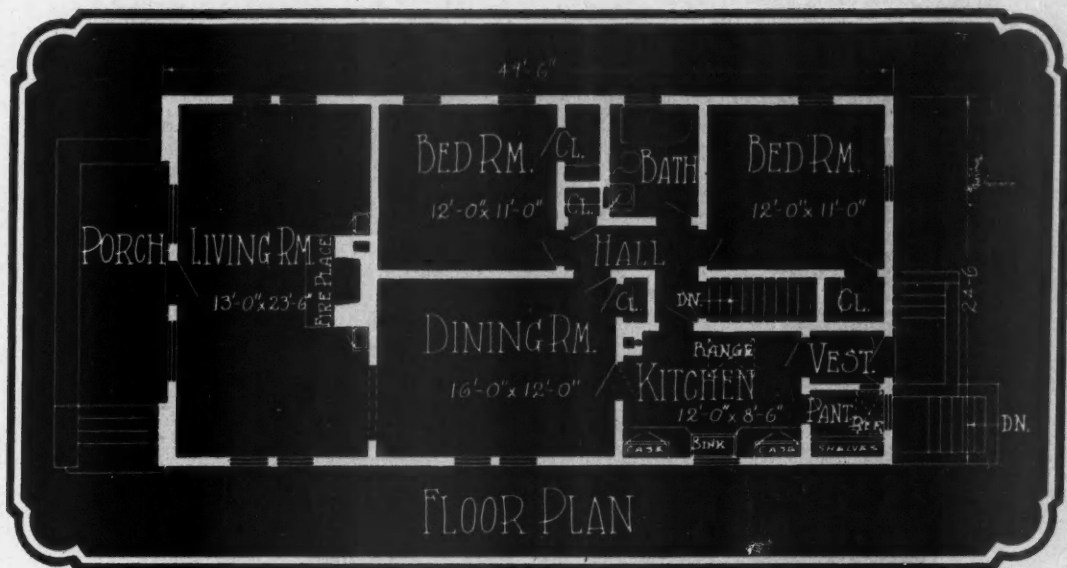 49'-6"
BED RM.
CL.
BATH
BED RM.
12'-0" x 11'-0"
CL.
12'-0" x 11'-0"
PORCH
LIVING RM.
HALL
13'-0" x 23'-6"
FIRE PLACE
24'-6
CL.
DN.
CL.
DINING RM.
RANGE
VEST.
16'-0" x 12'-0"
KITCHEN
12'-0" x 8'-6"
PANT.
REF.
DN.
CASE
SINK
CASE
SHELVES
FLOOR PLAN